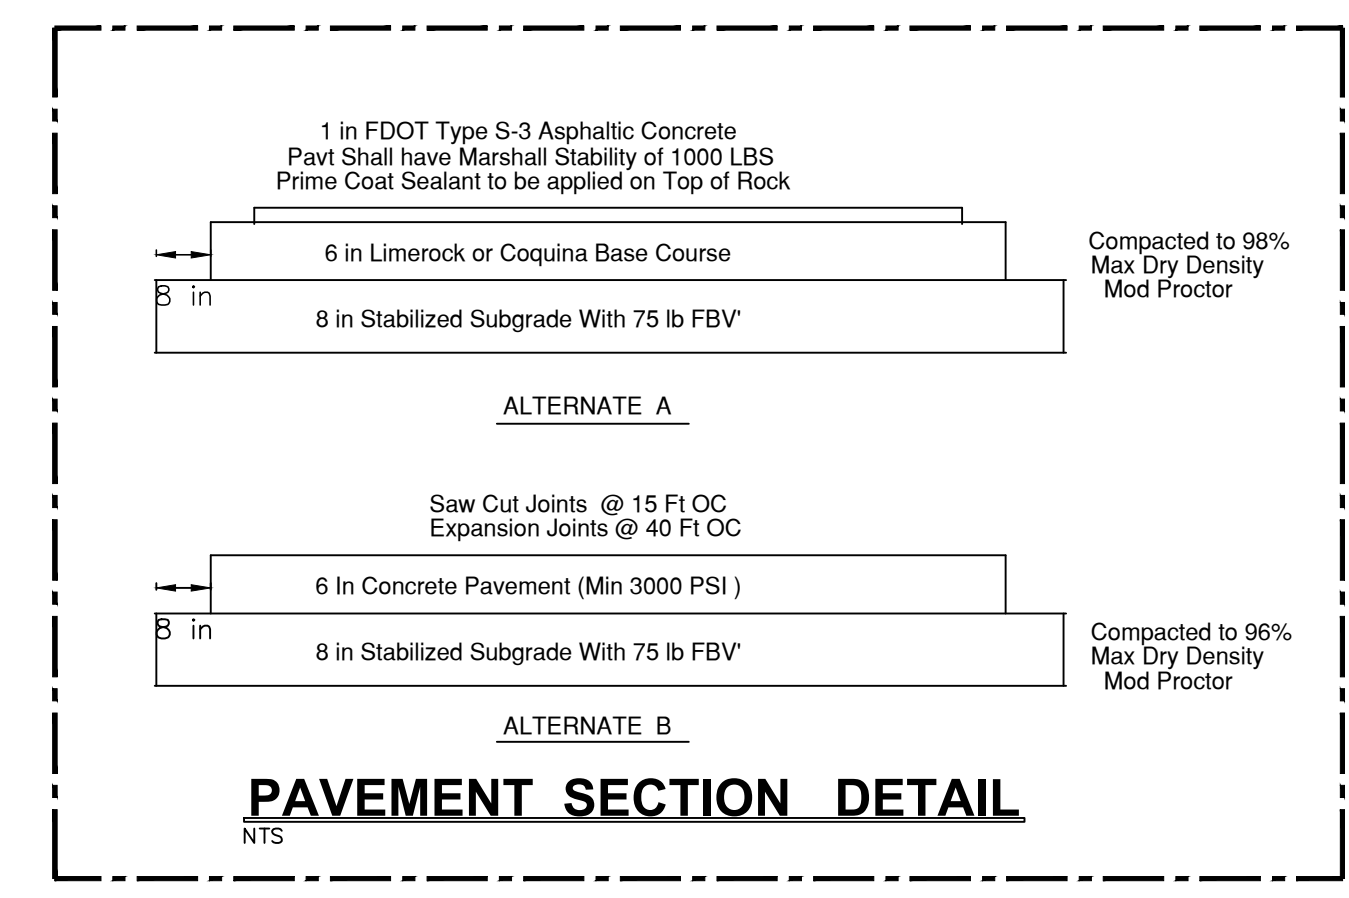 1 in FDOT Type S-3 Asphaltic Concrete
Pavt Shall have Marshall Stability of 1000 LBS
Prime Coat Sealant to be applied on Top of Rock
6 in Limerock or Coquina Base Course
Compacted to 98%
Max Dry Density
Mod Proctor
8 in
8 in Stabilized Subgrade With 75 lb FBV'
ALTERNATE A
Saw Cut Joints @ 15 Ft OC
Expansion Joints @ 40 Ft OC
6 In Concrete Pavement (Min 3000 PSI )
8 in
8 in Stabilized Subgrade With 75 lb FBV'
Compacted to 96%
Max Dry Density
Mod Proctor
ALTERNATE B
PAVEMENT SECTION DETAIL
NTS